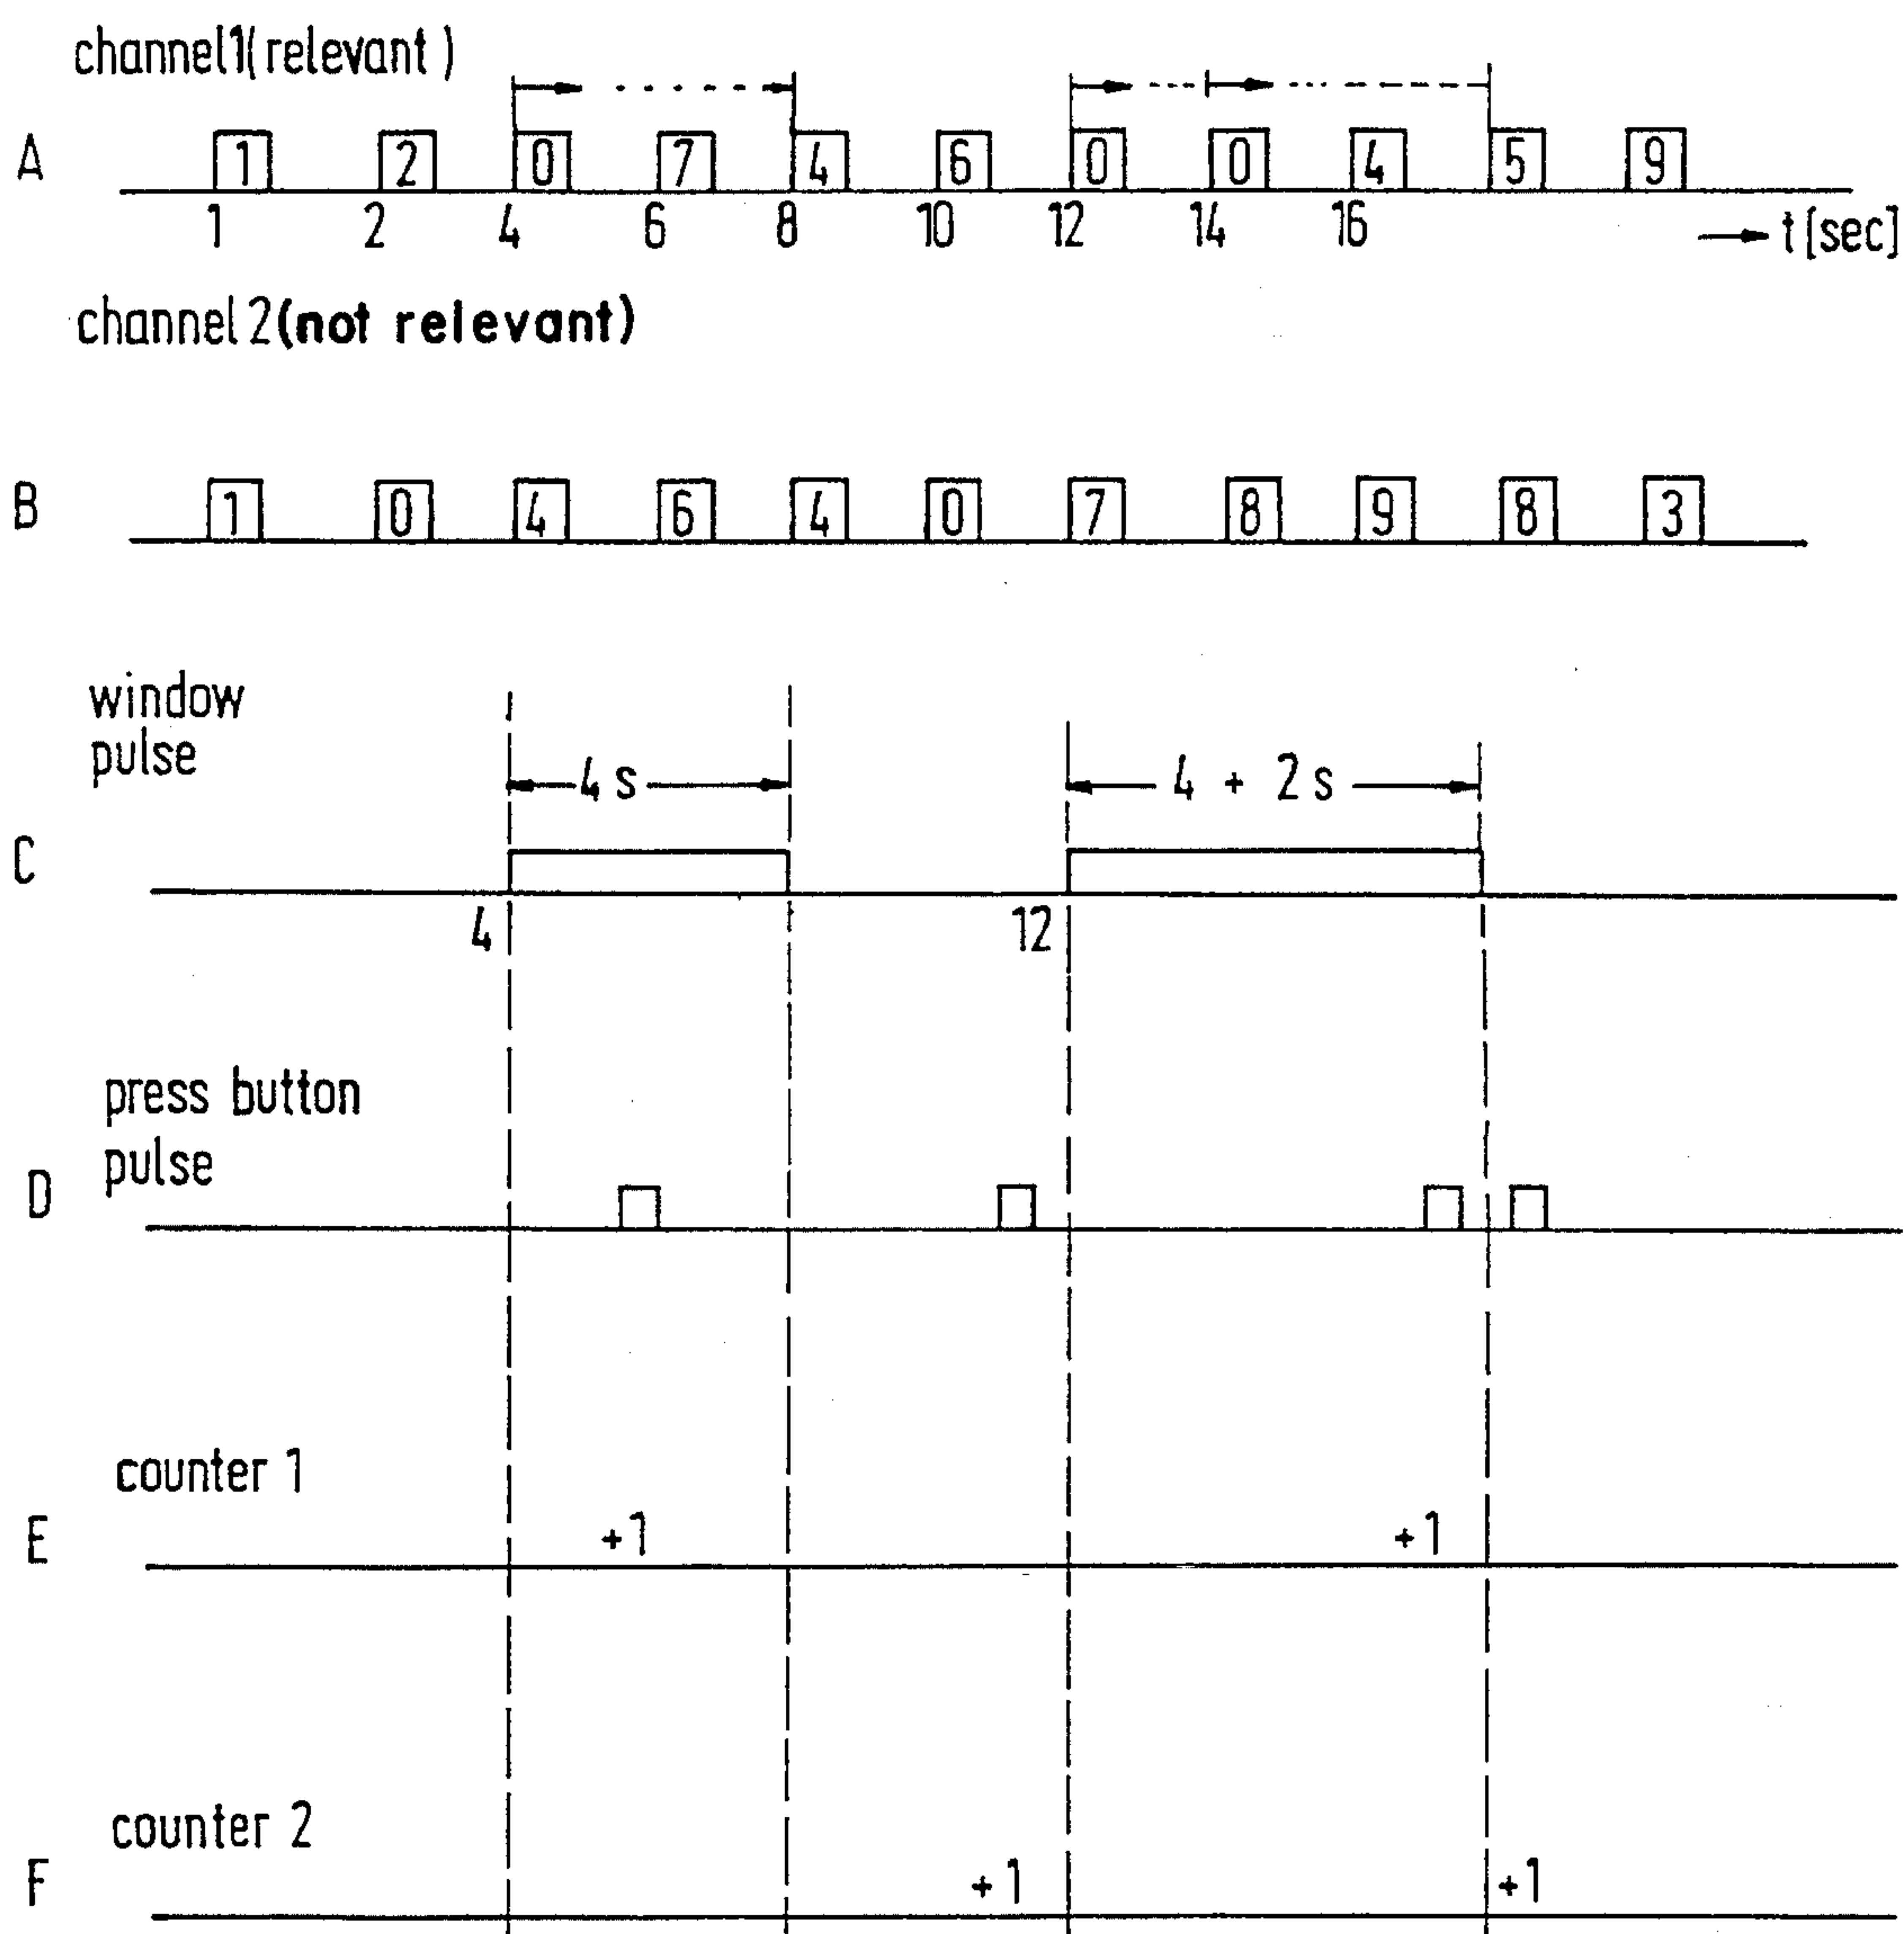 channel1(relevant)
A
1 2 0 7 4 6 0 0 4 5 9
1 2 4 6 8 10 12 14 16 t [sec]
channel 2(not relevant)
B
1 0 4 6 4 0 7 8 9 8 3
window
pulse
4 s 4 + 2 s
C
4 12
press button
pulse
D
counter 1
E
+1 +1
counter 2
F
+1 +1